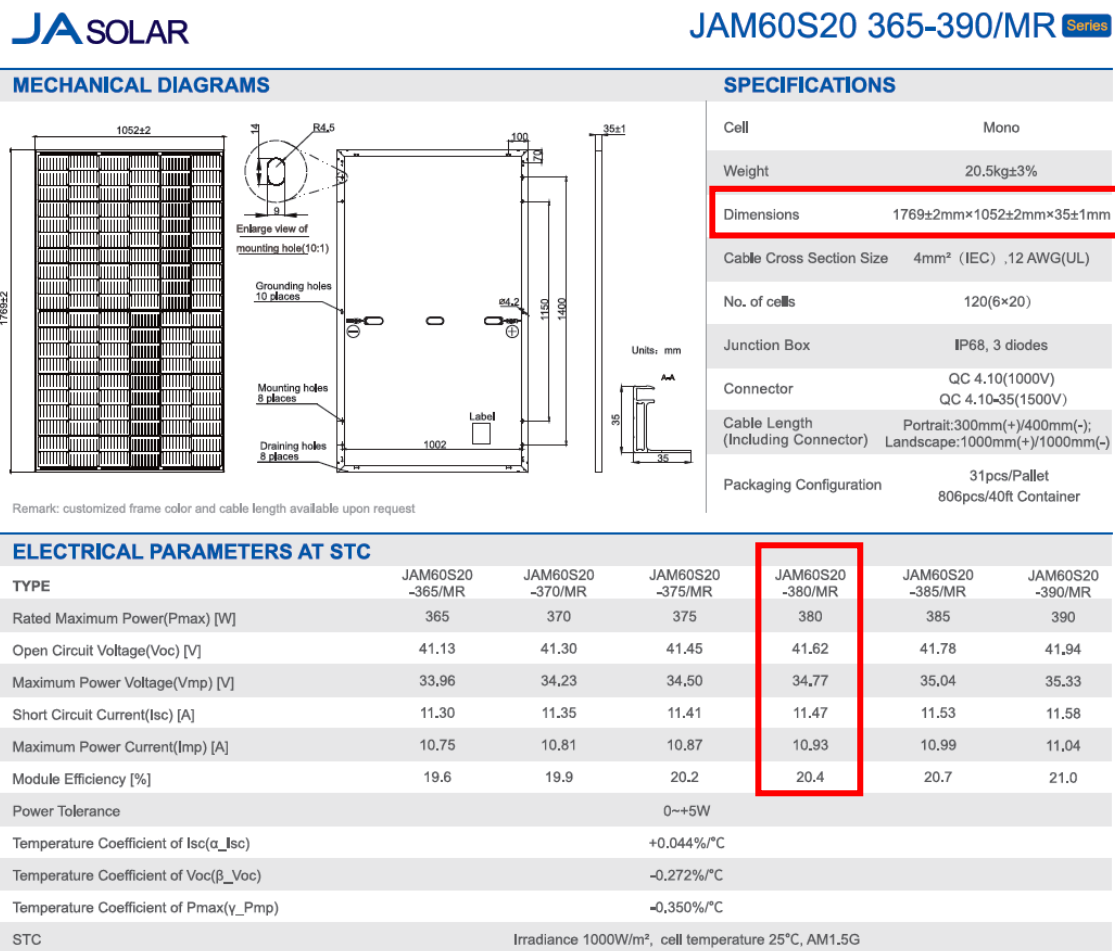 JA SOLAR
JAM60S20 365-390/MR Series
MECHANICAL DIAGRAMS
1052±2
1769±2
14
R4.5
9
Enlarge view of
mounting hole(10:1)
Grounding holes
10 places
Mounting holes
8 places
Draining holes
8 places
100
70
35±1
ø4.2
1150
1400
Label
1002
Units: mm
A-A
35
35
Remark: customized frame color and cable length available upon request
SPECIFICATIONS
Cell Mono
Weight 20.5kg±3%
Dimensions 1769±2mm×1052±2mm×35±1mm
Cable Cross Section Size 4mm² (IEC) ,12 AWG(UL)
No. of cells 120(6×20)
Junction Box IP68, 3 diodes
Connector QC 4.10(1000V)
QC 4.10-35(1500V)
Cable Length
(Including Connector)
Portrait:300mm(+)/400mm(-);
Landscape:1000mm(+)/1000mm(-)
Packaging Configuration 31pcs/Pallet
806pcs/40ft Container
ELECTRICAL PARAMETERS AT STC
TYPE JAM60S20 -365/MR JAM60S20 -370/MR JAM60S20 -375/MR JAM60S20 -380/MR JAM60S20 -385/MR JAM60S20 -390/MR
Rated Maximum Power(Pmax) [W] 365 370 375 380 385 390
Open Circuit Voltage(Voc) [V] 41.13 41.30 41.45 41.62 41.78 41.94
Maximum Power Voltage(Vmp) [V] 33.96 34.23 34.50 34.77 35.04 35.33
Short Circuit Current(Isc) [A] 11.30 11.35 11.41 11.47 11.53 11.58
Maximum Power Current(Imp) [A] 10.75 10.81 10.87 10.93 10.99 11.04
Module Efficiency [%] 19.6 19.9 20.2 20.4 20.7 21.0
Power Tolerance 0~+5W
Temperature Coefficient of Isc(α_Isc) +0.044%/°C
Temperature Coefficient of Voc(β_Voc) -0.272%/°C
Temperature Coefficient of Pmax(γ_Pmp) -0.350%/°C
STC Irradiance 1000W/m², cell temperature 25°C, AM1.5G